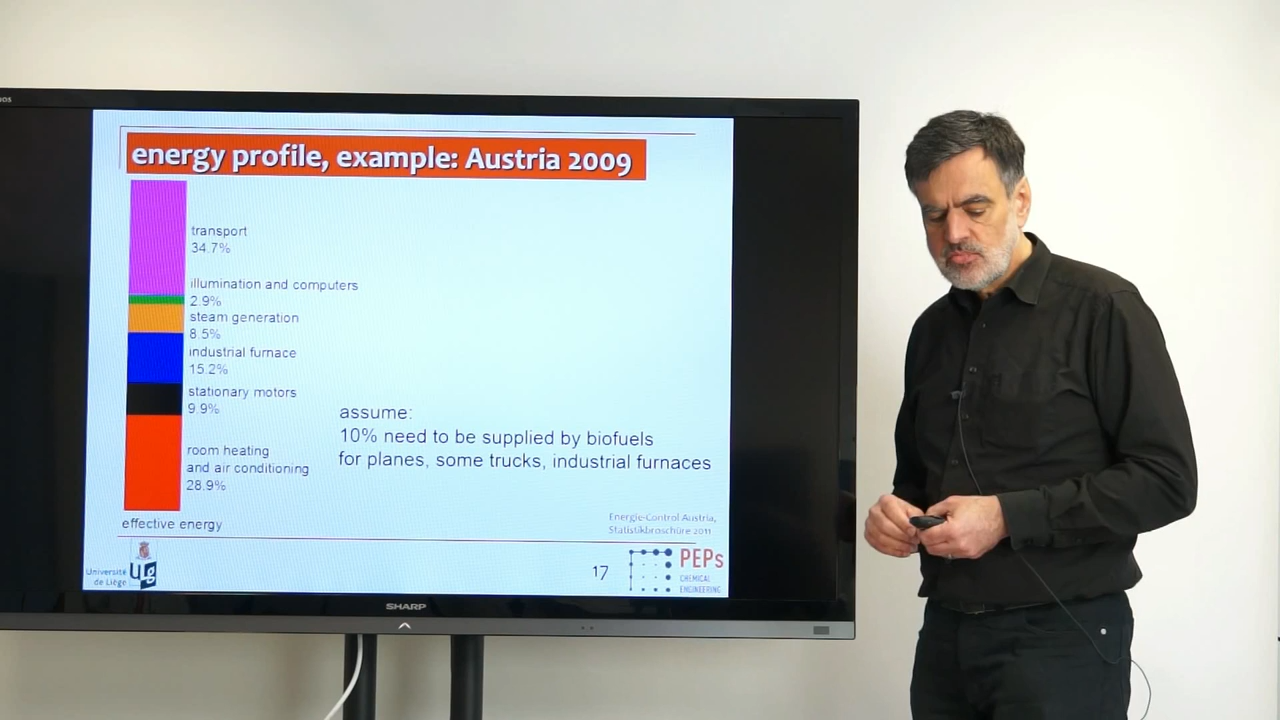 energy profile, example: Austria 2009
transport
34.7%
illumination and computers
2.9%
steam generation
8.5%
industrial furnace
15.2%
stationary motors
9.9%
room heating
and air conditioning
28.9%
effective energy
assume:
10% need to be supplied by biofuels
for planes, some trucks, industrial furnaces
Energie-Control Austria,
Statistikbroschüre 2011
Université
de Liège
17
PEPs
CHEMICAL
ENGINEERING
SHARP